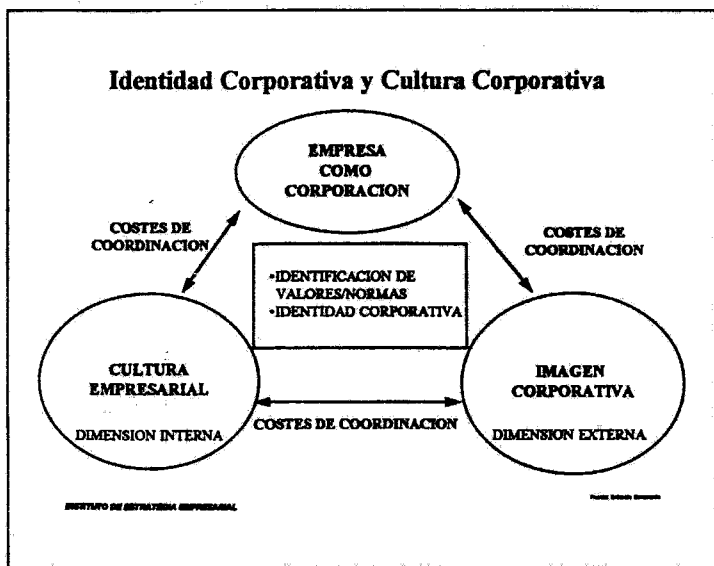 Identidad Corporativa y Cultura Corporativa
EMPRESA
COMO
CORPORACION
COSTES DE
COORDINACION
COSTES DE
COORDINACION
•IDENTIFICACION DE
VALORES/NORMAS
•IDENTIDAD CORPORATIVA
CULTURA
EMPRESARIAL
DIMENSION INTERNA
IMAGEN
CORPORATIVA
DIMENSION EXTERNA
COSTES DE COORDINACION
INSTITUTO DE ESTRATEGIA EMPRESARIAL